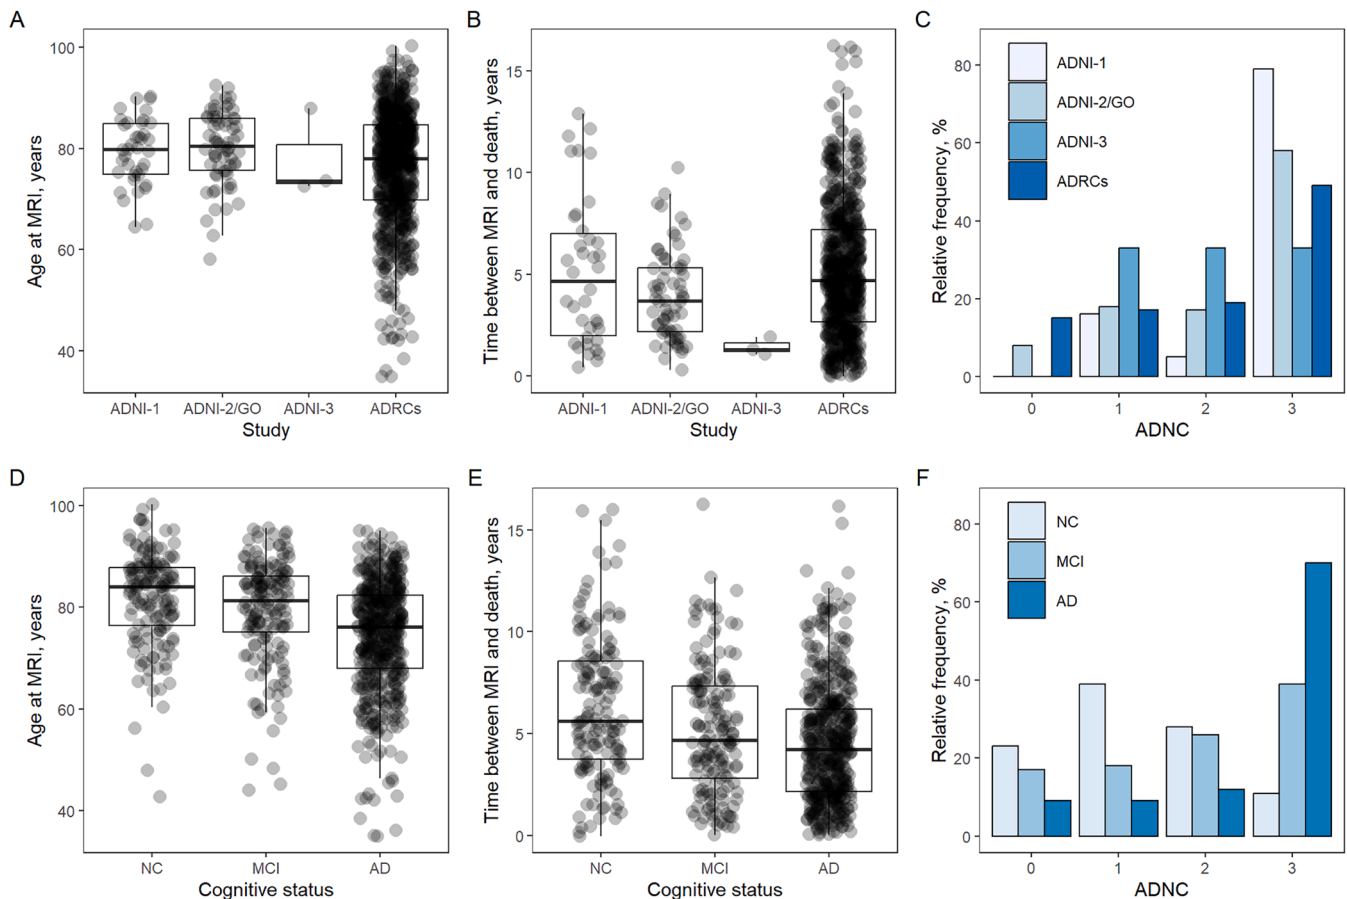 A
Age at MRI, years
100
80
60
40
ADNI-1
ADNI-2/GO
ADNI-3
ADRCs
Study
B
Time between MRI and death, years
15
10
5
0
ADNI-1
ADNI-2/GO
ADNI-3
ADRCs
Study
C
Relative frequency, %
80
60
40
20
0
ADNI-1
ADNI-2/GO
ADNI-3
ADRCs
0
1
2
3
ADNC
D
Age at MRI, years
100
80
60
40
NC
MCI
AD
Cognitive status
E
Time between MRI and death, years
15
10
5
0
NC
MCI
AD
Cognitive status
F
Relative frequency, %
80
60
40
20
0
NC
MCI
AD
0
1
2
3
ADNC